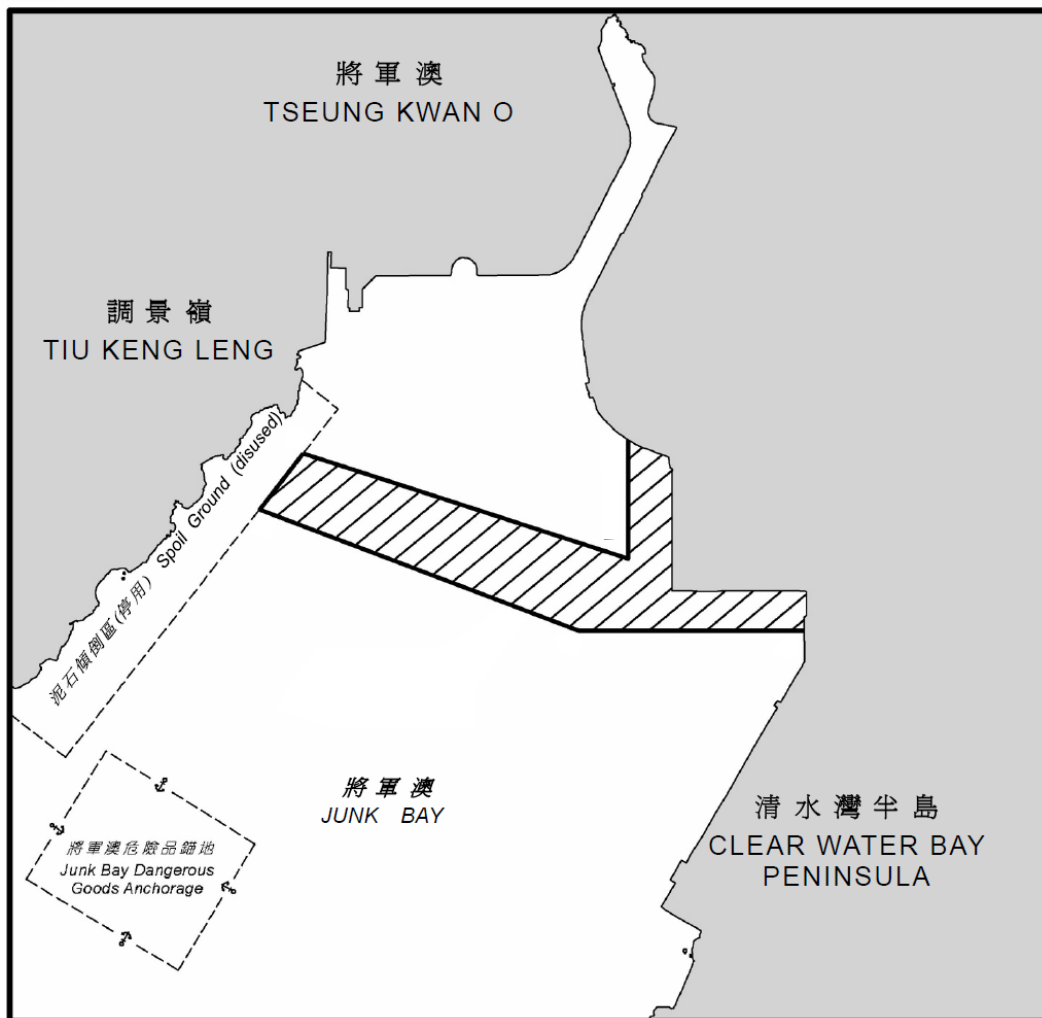 將軍澳
TSEUNG KWAN O
調景嶺
TIU KENG LENG
泥石傾倒區(停用) Spoil Ground (disused)
將軍澳
JUNK BAY
清水灣半島
CLEAR WATER BAY
PENINSULA
將軍澳危險品錨地
Junk Bay Dangerous
Goods Anchorage